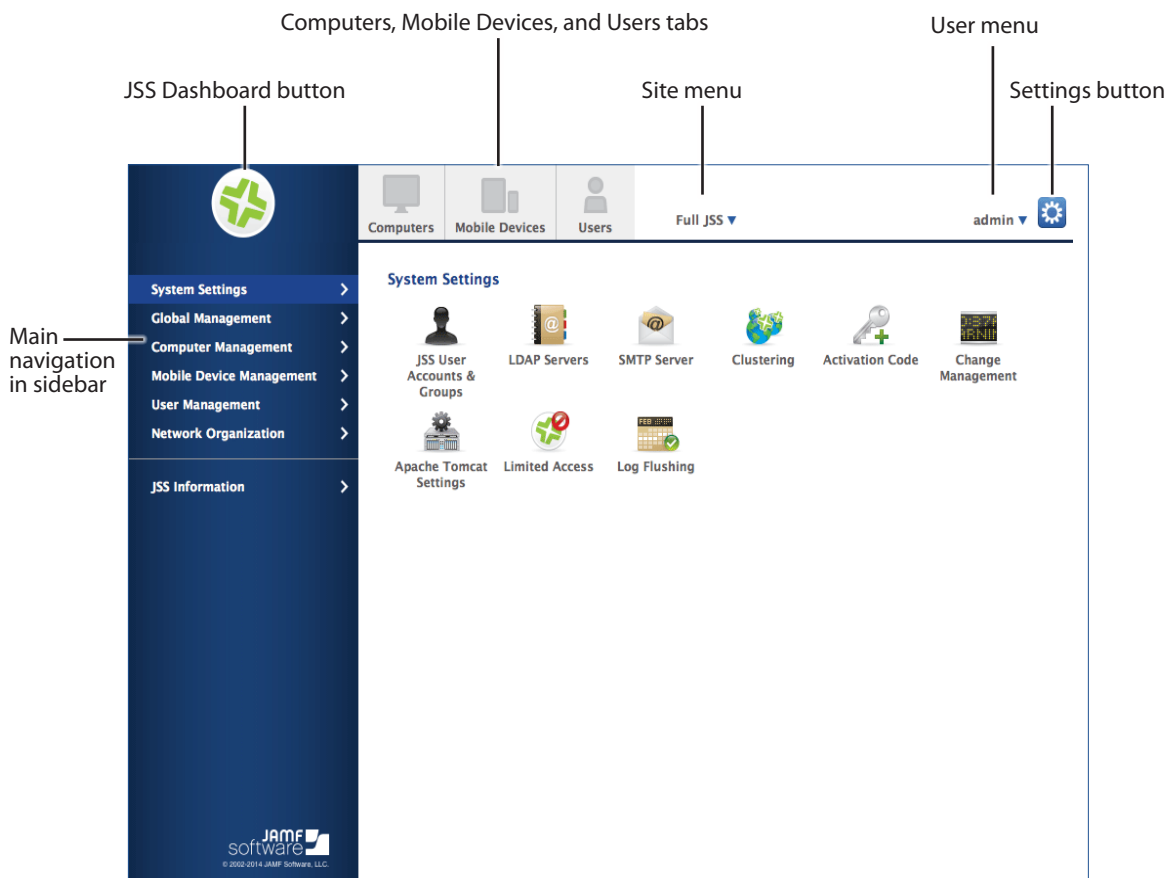 Computers, Mobile Devices, and Users tabs
User menu
JSS Dashboard button
Site menu
Settings button
Computers
Mobile Devices
Users
Full JSS
admin
System Settings
Global Management
Computer Management
Mobile Device Management
User Management
Network Organization
JSS Information
Main
navigation
in sidebar
System Settings
JSS User
Accounts &
Groups
LDAP Servers
SMTP Server
Clustering
Activation Code
Change
Management
Apache Tomcat
Settings
Limited Access
FEB
Log Flushing
JAMF
software
© 2002-2014 JAMF Software, LLC.